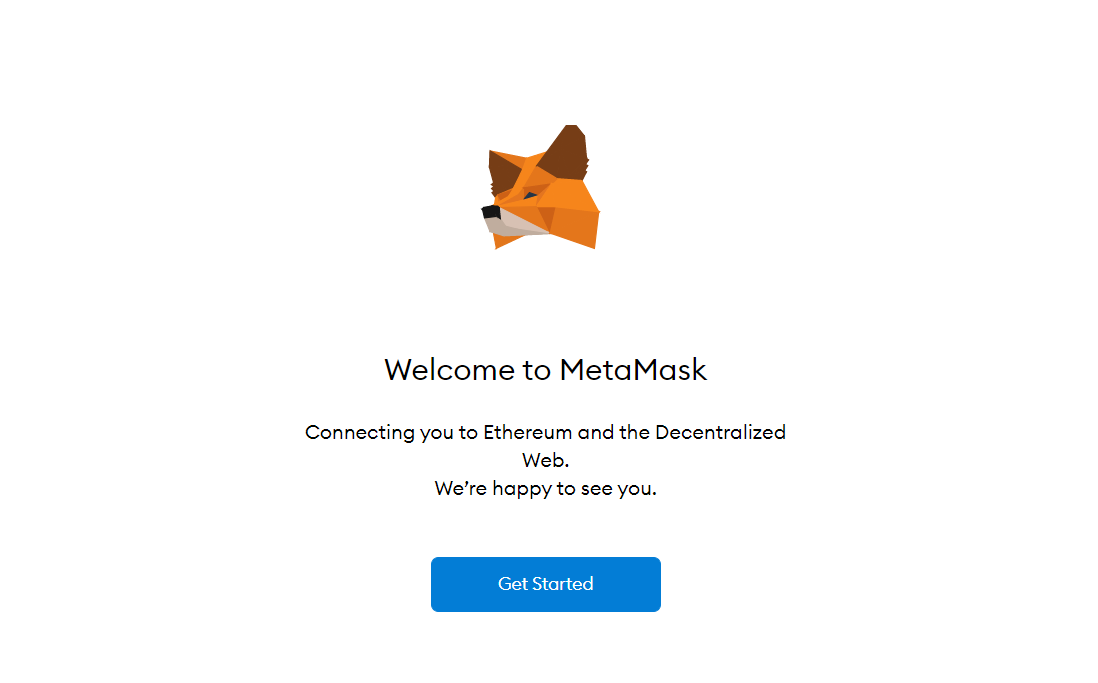 Welcome to MetaMask
Connecting you to Ethereum and the Decentralized
Web.
We’re happy to see you.
Get Started